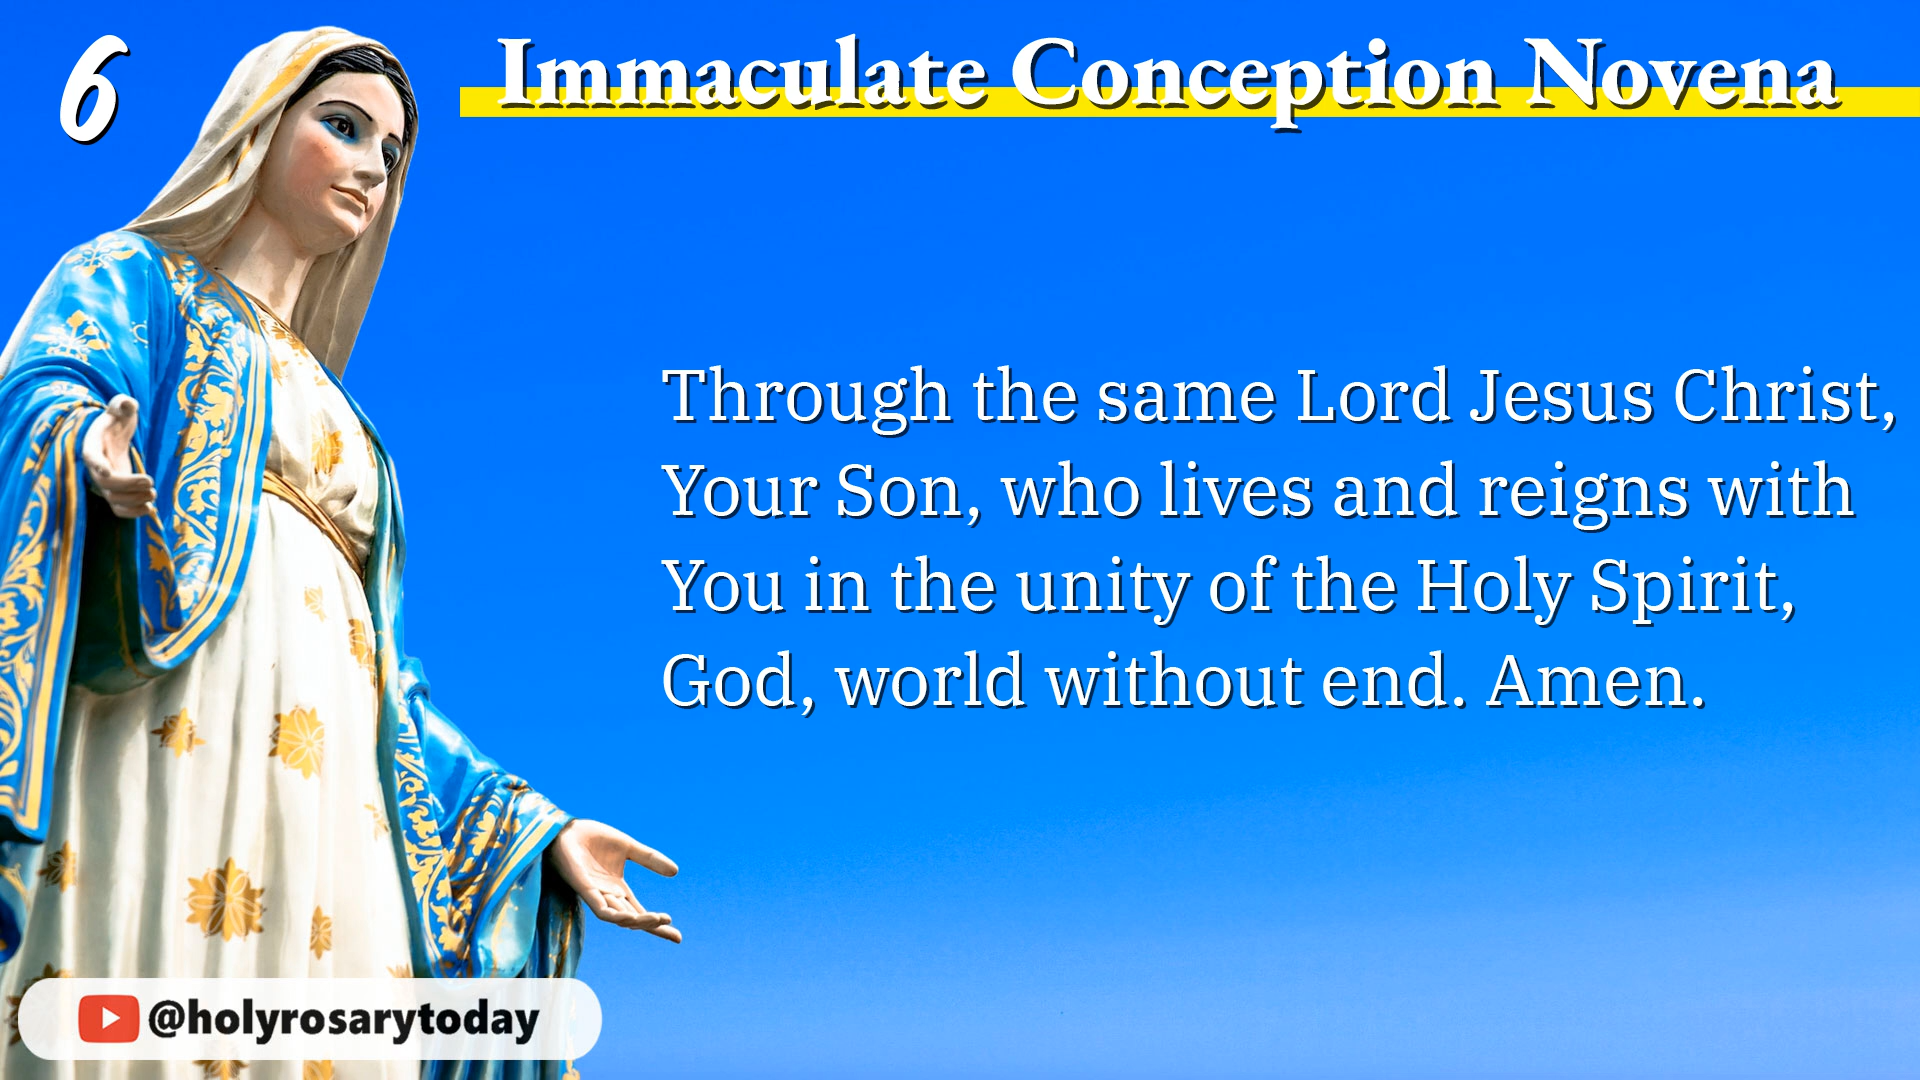 6
Immaculate Conception Novena
Through the same Lord Jesus Christ,
Your Son, who lives and reigns with
You in the unity of the Holy Spirit,
God, world without end. Amen.
@holyrosarytoday